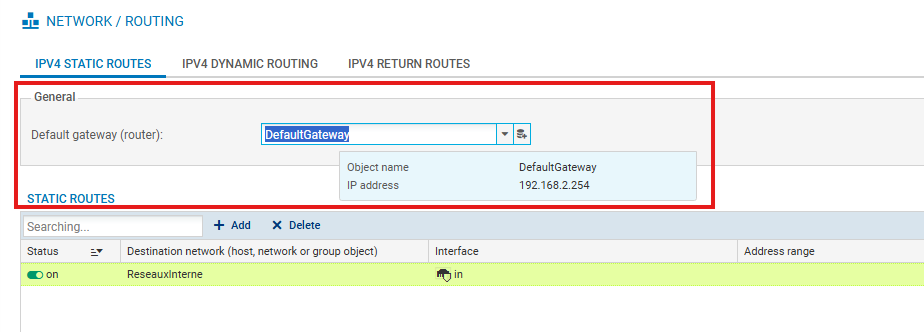 NETWORK / ROUTING
IPV4 STATIC ROUTES IPV4 DYNAMIC ROUTING IPV4 RETURN ROUTES
General
Default gateway (router): DefaultGateway
Object name DefaultGateway
IP address 192.168.2.254
STATIC ROUTES
Searching... + Add × Delete
Status Destination network (host, network or group object) Interface Address range
on ReseauxInterne in